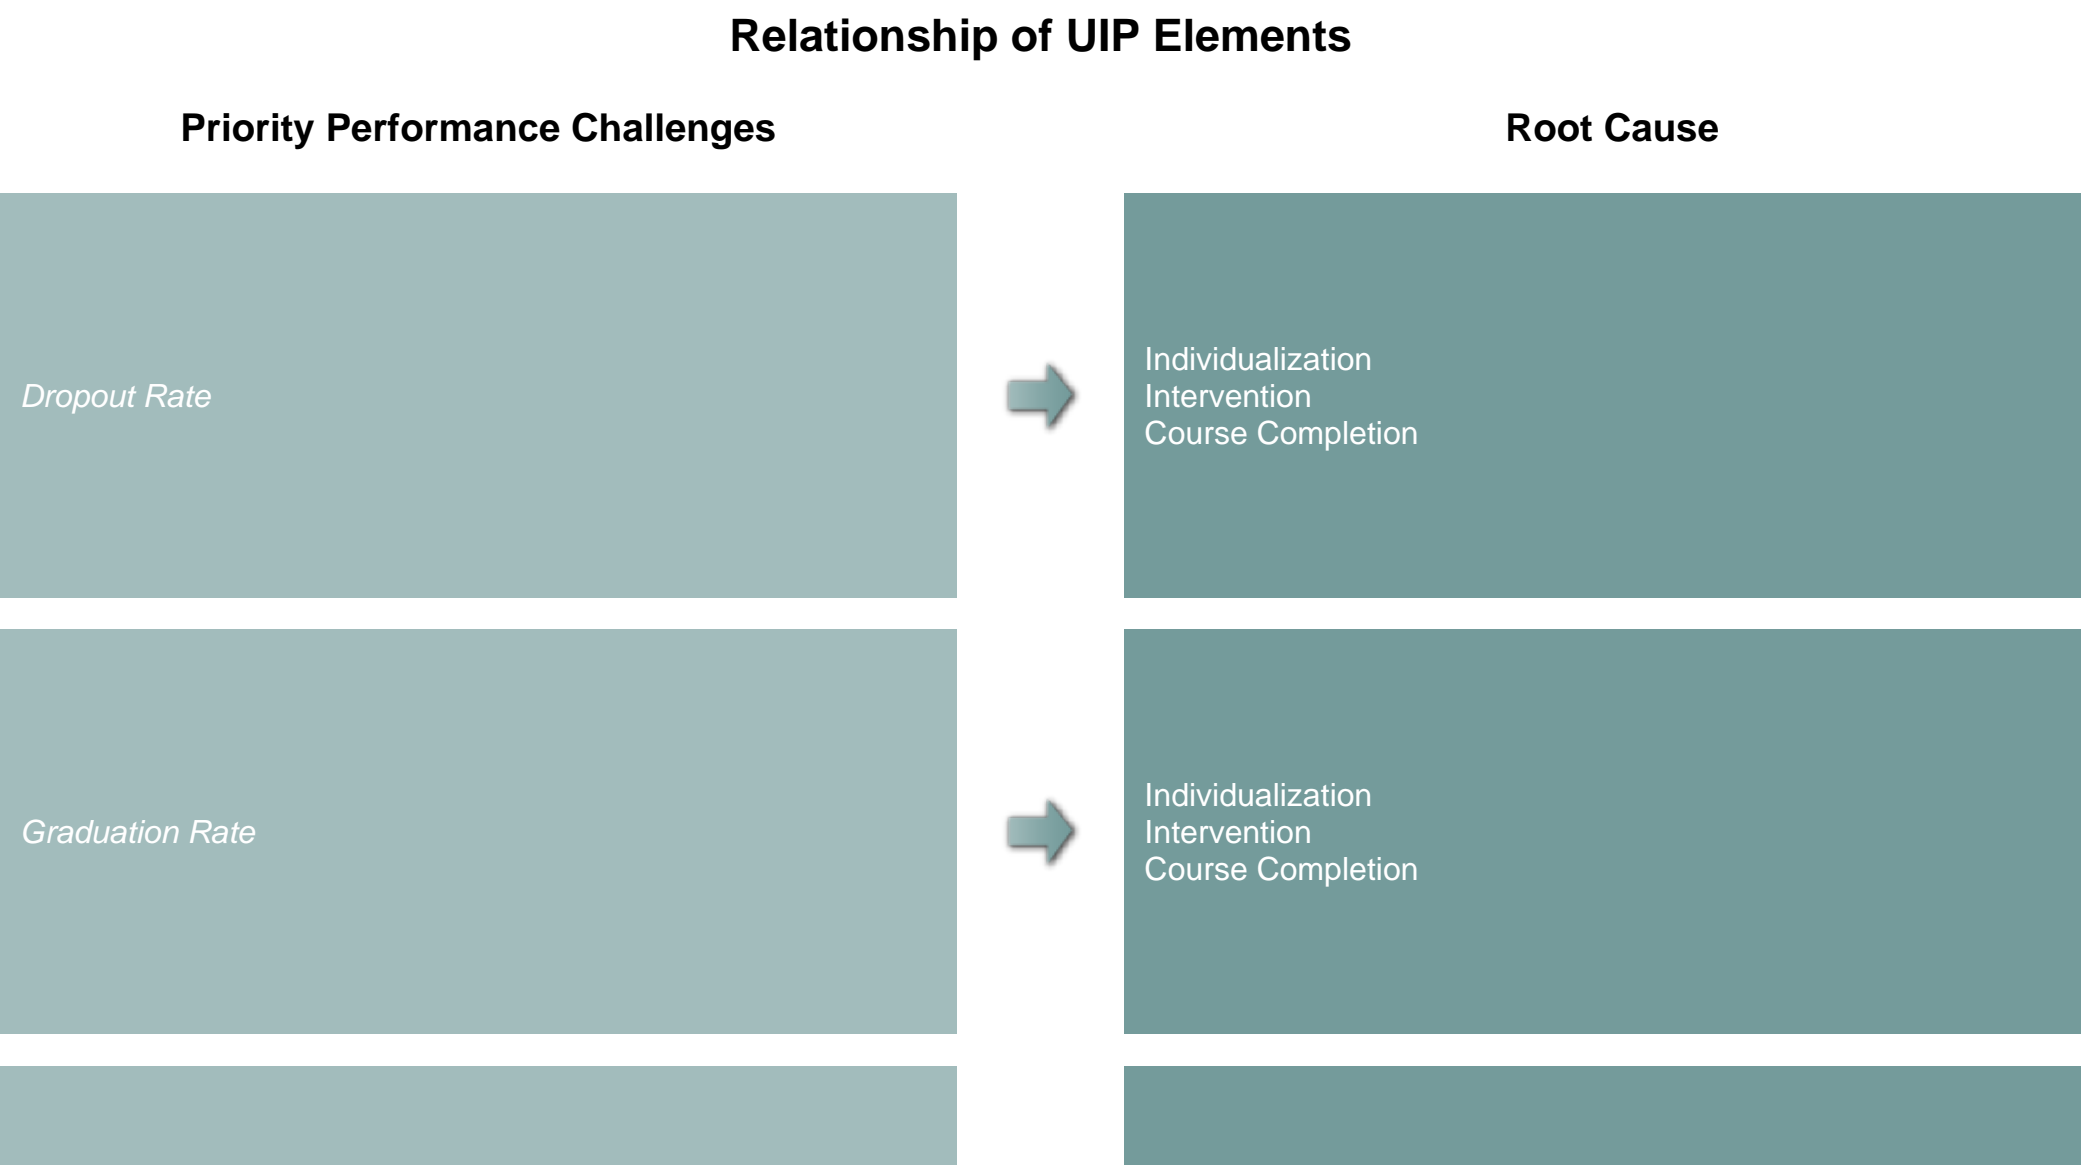 Relationship of UIP Elements
Priority Performance Challenges
Root Cause
Dropout Rate
Individualization
Intervention
Course Completion
Graduation Rate
Individualization
Intervention
Course Completion